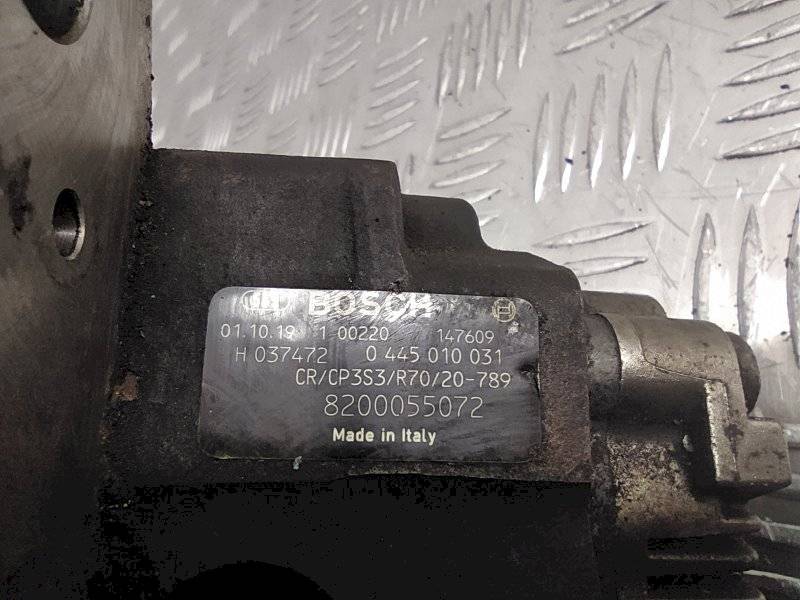 BOSCH
01.10.19 1 00220 147609
H 037472 0 445 010 031
CR/CP3S3/R70/20-789
8200055072
Made in Italy